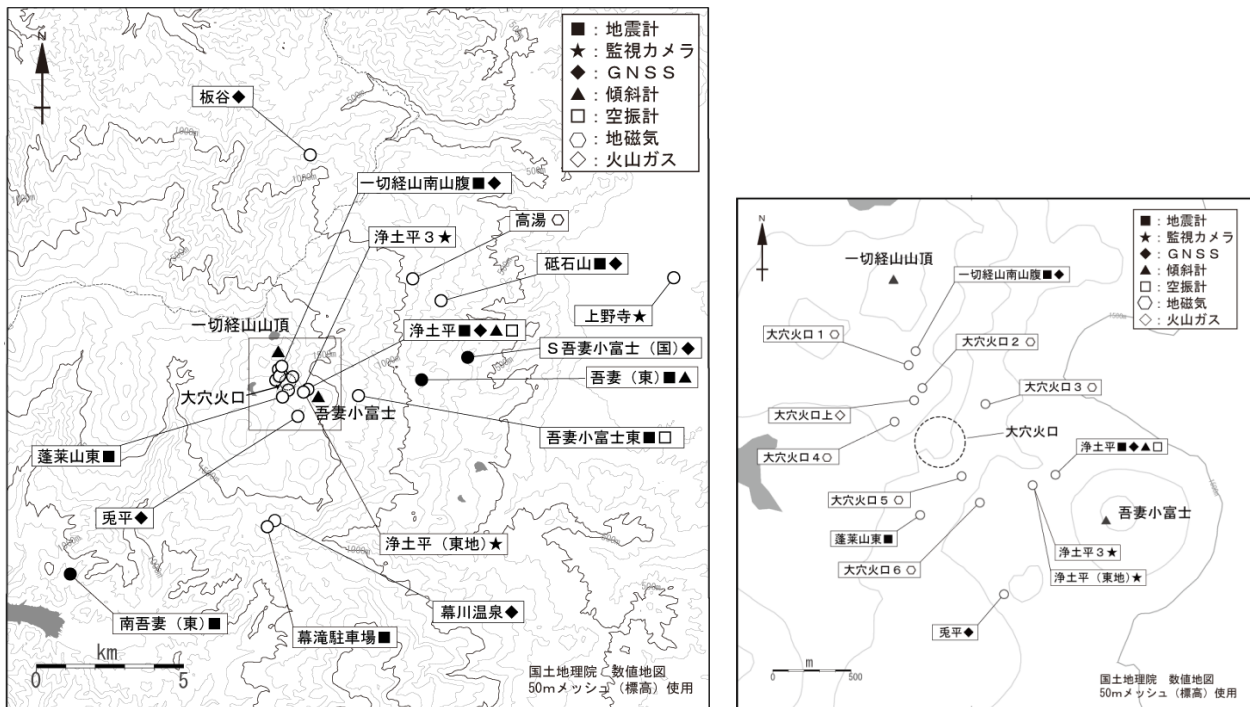 N
■：地震計
★：監視カメラ
◆：ＧＮＳＳ
▲：傾斜計
□：空振計
⬡：地磁気
◇：火山ガス
500m
1000m
500m
板谷◆
1000m
一切経山南山腹■◆
高湯⬡
浄土平３★
砥石山■◆
上野寺★
一切経山山頂
浄土平■◆▲□
1500m
1000m
Ｓ吾妻小富士（国）◆
大穴火口
吾妻（東）■▲
吾妻小富士
吾妻小富士東■□
蓬莱山東■
兎平◆
浄土平（東地）★
1000m
1000m
500m
500m
幕川温泉◆
南吾妻（東）■
幕滝駐車場■
km
0 5
国土地理院 数値地図
50mメッシュ（標高）使用
N
■：地震計
★：監視カメラ
◆：ＧＮＳＳ
▲：傾斜計
□：空振計
⬡：地磁気
◇：火山ガス
一切経山山頂
一切経山南山腹■◆
1500m
大穴火口１⬡
大穴火口２⬡
大穴火口３⬡
大穴火口上◇
大穴火口
大穴火口４⬡
浄土平■◆▲□
大穴火口５⬡
吾妻小富士
蓬莱山東■
浄土平３★
大穴火口６⬡
浄土平（東地）★
兎平◆
m
0 500
国土地理院 数値地図
50mメッシュ（標高）使用